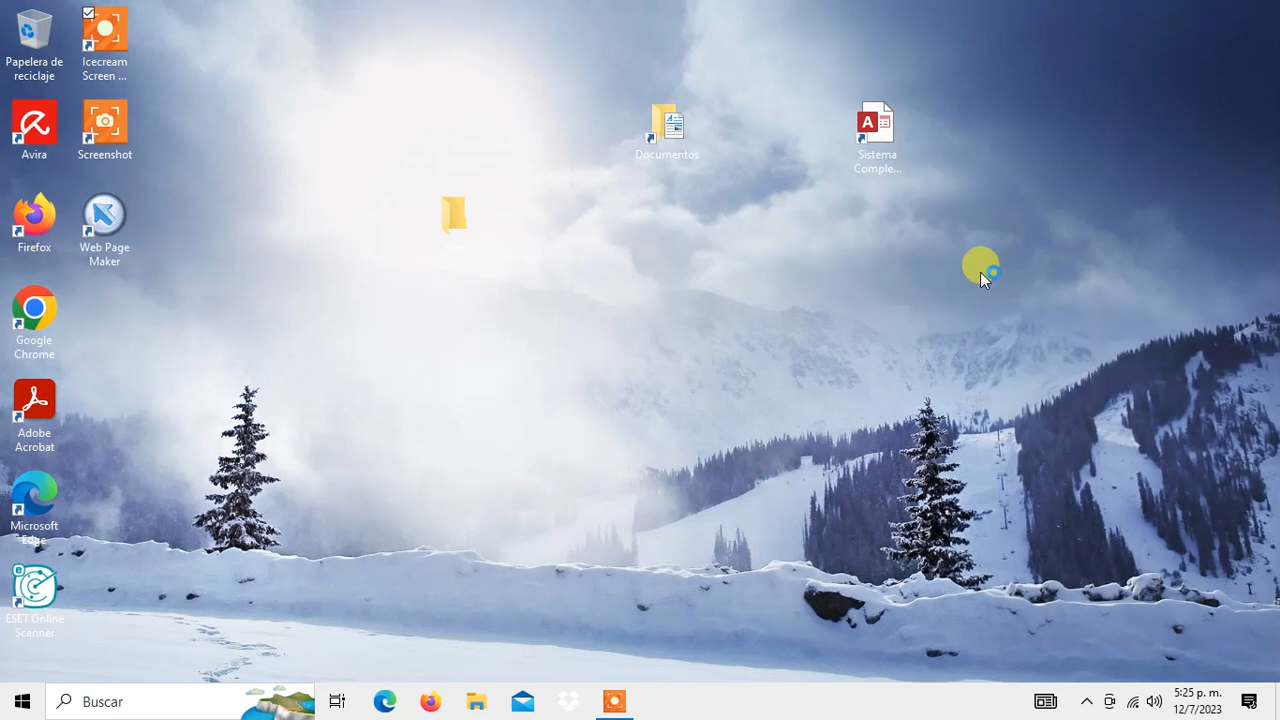 Papelera de
reciclaje
Icecream
Screen ...
Avira
Screenshot
Firefox
Web Page
Maker
Google
Chrome
Adobe
Acrobat
Microsoft
Edge
ESET Online
Scanner
Documentos
Sistema
Comple...
Buscar
5:25 p. m.
12/7/2023